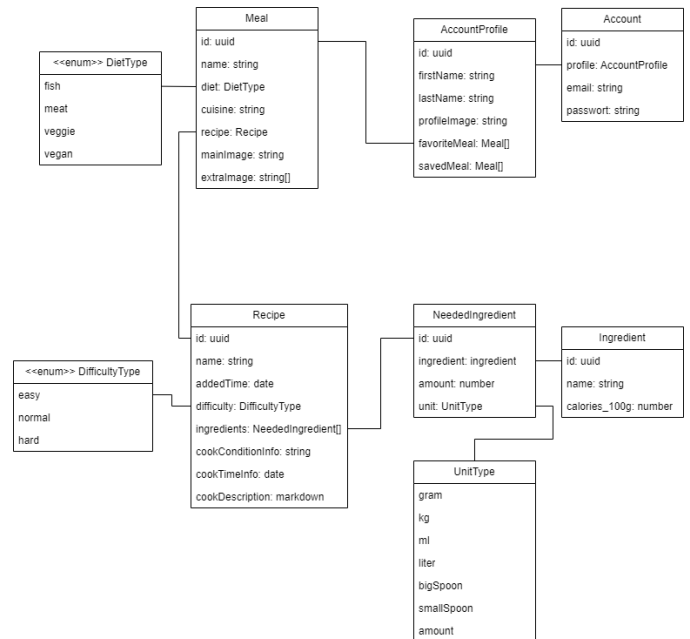 <<enum>> DietType
fish
meat
veggie
vegan
Meal
id: uuid
name: string
diet: DietType
cuisine: string
recipe: Recipe
mainImage: string
extraImage: string[]
AccountProfile
id: uuid
firstName: string
lastName: string
profileImage: string
favoriteMeal: Meal[]
savedMeal: Meal[]
Account
id: uuid
profile: AccountProfile
email: string
passwort: string
<<enum>> DifficultyType
easy
normal
hard
Recipe
id: uuid
name: string
addedTime: date
difficulty: DifficultyType
ingredients: NeededIngredient[]
cookConditionInfo: string
cookTimeInfo: date
cookDescription: markdown
NeededIngredient
id: uuid
ingredient: ingredient
amount: number
unit: UnitType
Ingredient
id: uuid
name: string
calories_100g: number
UnitType
gram
kg
ml
liter
bigSpoon
smallSpoon
amount